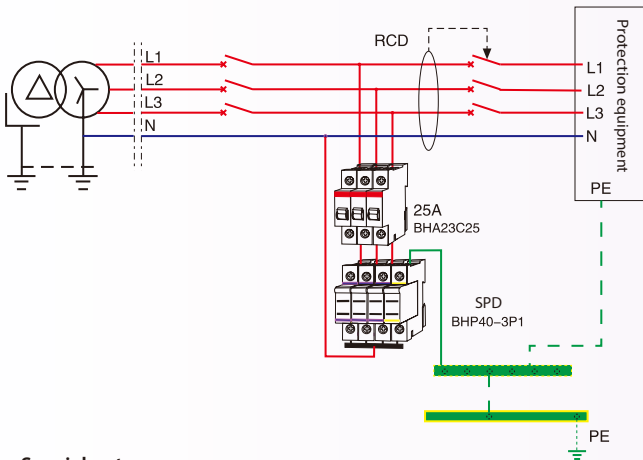 RCD
L1
L2
L3
N
L1
L2
L3
N
PE
Protection equipment
25A
BHA23C25
SPD
BHP40-3P1
PE